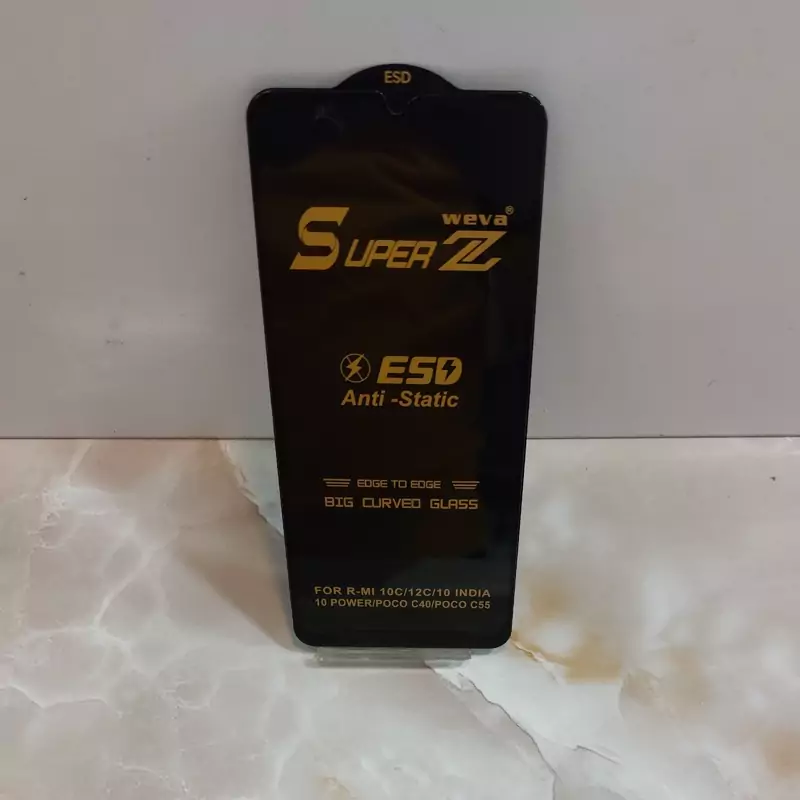 ESD
weva®
SUPER Z
ESD
Anti -Static
EDGE TO EDGE
BIG CURVED GLASS
FOR R-MI 10C/12C/10 INDIA
10 POWER/POCO C40/POCO C55